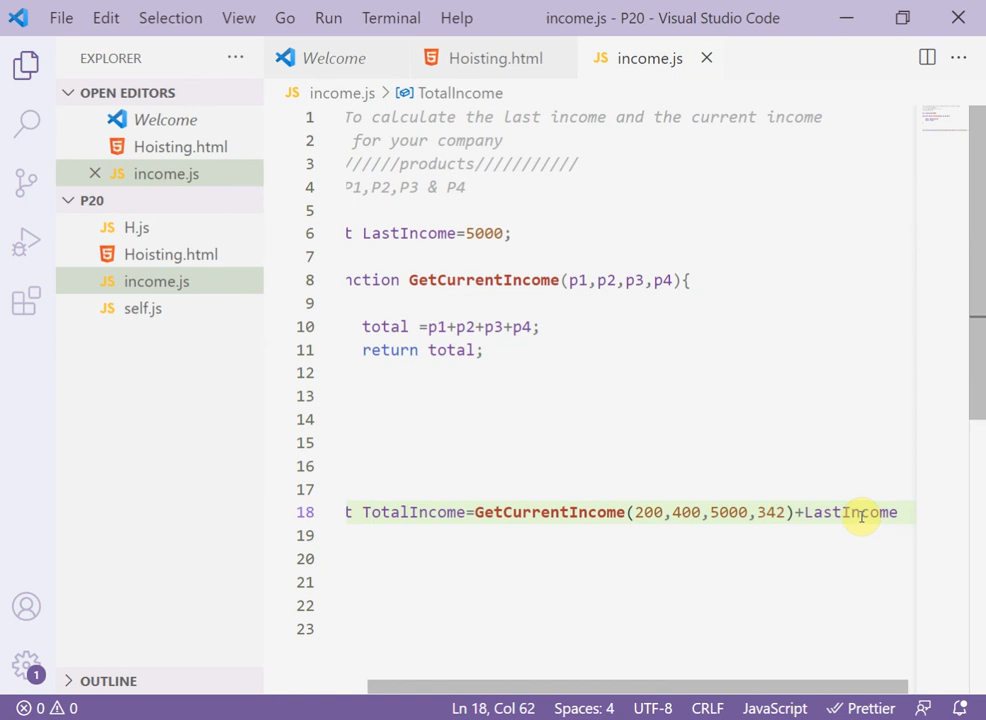 File Edit Selection View Go Run Terminal Help income.js - P20 - Visual Studio Code
EXPLORER
Welcome Hoisting.html JS income.js
OPEN EDITORS
JS income.js > TotalIncome
Welcome
Hoisting.html
JS income.js
P20
JS H.js
Hoisting.html
JS income.js
JS self.js
1 To calculate the last income and the current income
2 for your company
3 //////products///////////
4 P1,P2,P3 & P4
5
6 t LastIncome=5000;
7
8 nction GetCurrentIncome(p1,p2,p3,p4){
9
10 total =p1+p2+p3+p4;
11 return total;
12
13
14
15
16
17
18 t TotalIncome=GetCurrentIncome(200,400,5000,342)+LastIncome
19
20
21
22
23
1
OUTLINE
0 0 Ln 18, Col 62 Spaces: 4 UTF-8 CRLF JavaScript Prettier